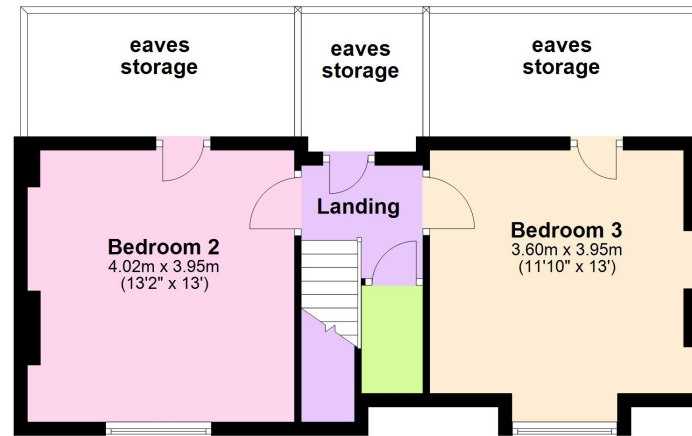 eaves
storage
eaves
storage
eaves
storage
Landing
Bedroom 2
4.02m x 3.95m
(13'2" x 13')
Bedroom 3
3.60m x 3.95m
(11'10" x 13')